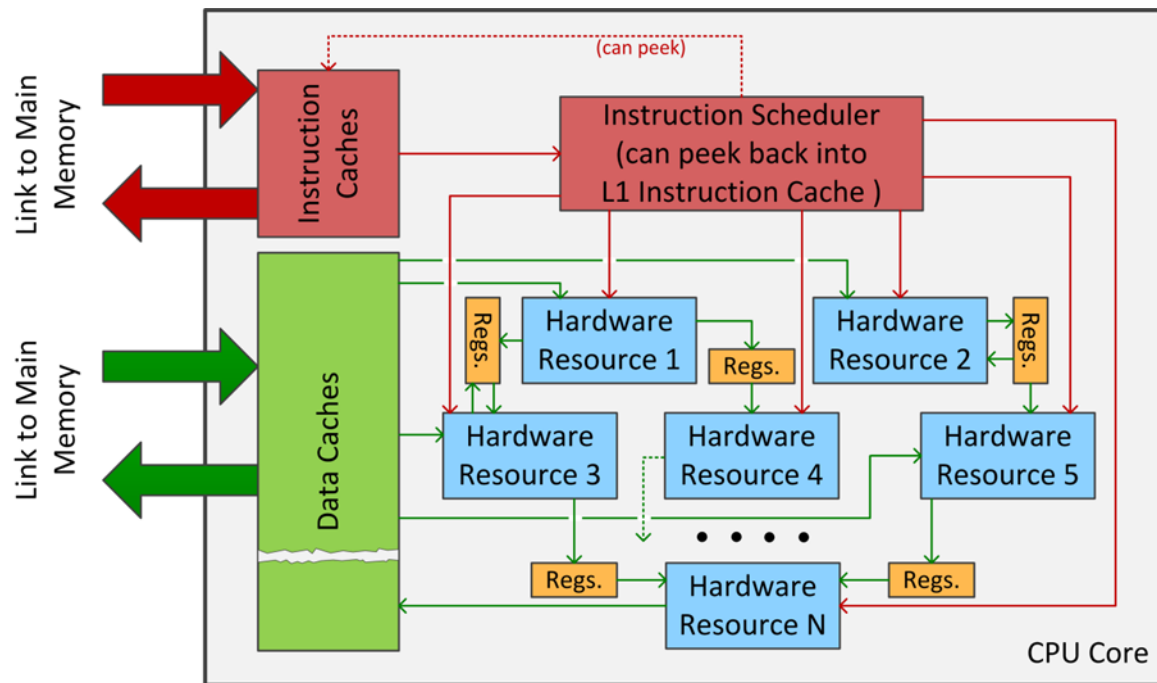 (can peek)
Link to Main
Memory
Instruction
Caches
Instruction Scheduler
(can peek back into
L1 Instruction Cache )
Link to Main
Memory
Data Caches
Regs.
Hardware
Resource 1
Regs.
Hardware
Resource 2
Regs.
Hardware
Resource 3
Hardware
Resource 4
Hardware
Resource 5
Regs.
Hardware
Resource N
Regs.
CPU Core